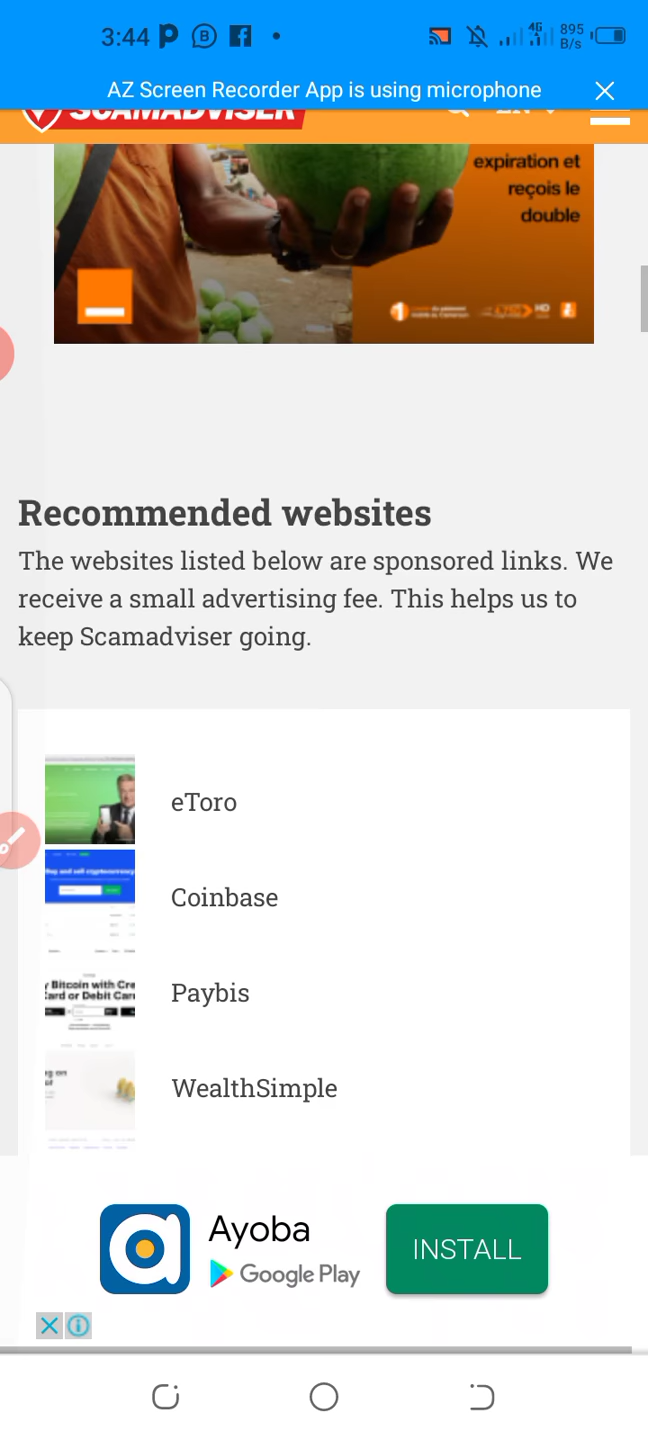 3:44
4G
895
B/s
AZ Screen Recorder App is using microphone
SCAMADVISER
EN
expiration et
reçois le
double
Recommended websites
The websites listed below are sponsored links. We
receive a small advertising fee. This helps us to
keep Scamadviser going.
eToro
Coinbase
Paybis
WealthSimple
Ayoba
Google Play
INSTALL